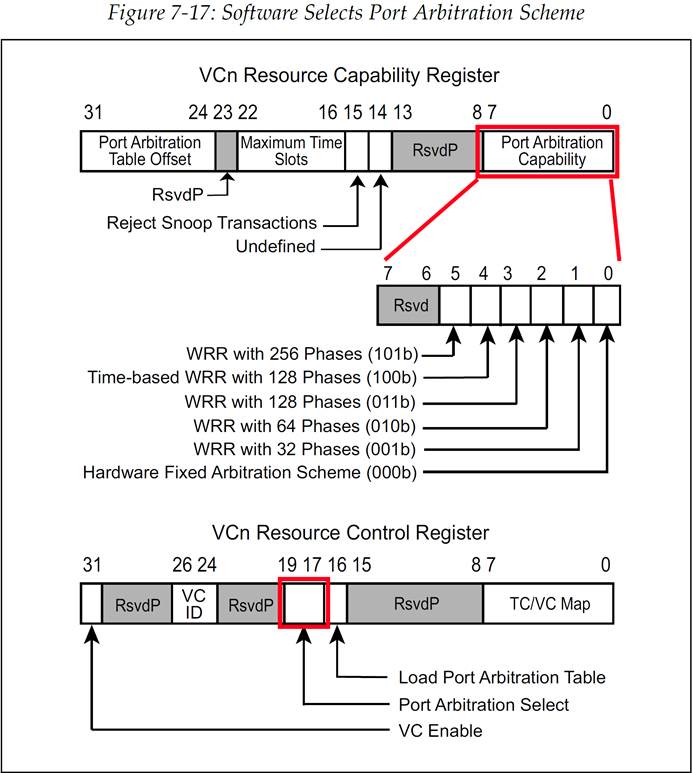 Figure 7-17: Software Selects Port Arbitration Scheme
VCn Resource Capability Register
31 24 23 22 16 15 14 13 8 7 0
Port Arbitration
Table Offset
Maximum Time
Slots
RsvdP
Port Arbitration
Capability
RsvdP
Reject Snoop Transactions
Undefined
7 6 5 4 3 2 1 0
Rsvd
WRR with 256 Phases (101b)
Time-based WRR with 128 Phases (100b)
WRR with 128 Phases (011b)
WRR with 64 Phases (010b)
WRR with 32 Phases (001b)
Hardware Fixed Arbitration Scheme (000b)
VCn Resource Control Register
31 26 24 19 17 16 15 8 7 0
RsvdP
VC
ID
RsvdP
RsvdP
TC/VC Map
Load Port Arbitration Table
Port Arbitration Select
VC Enable